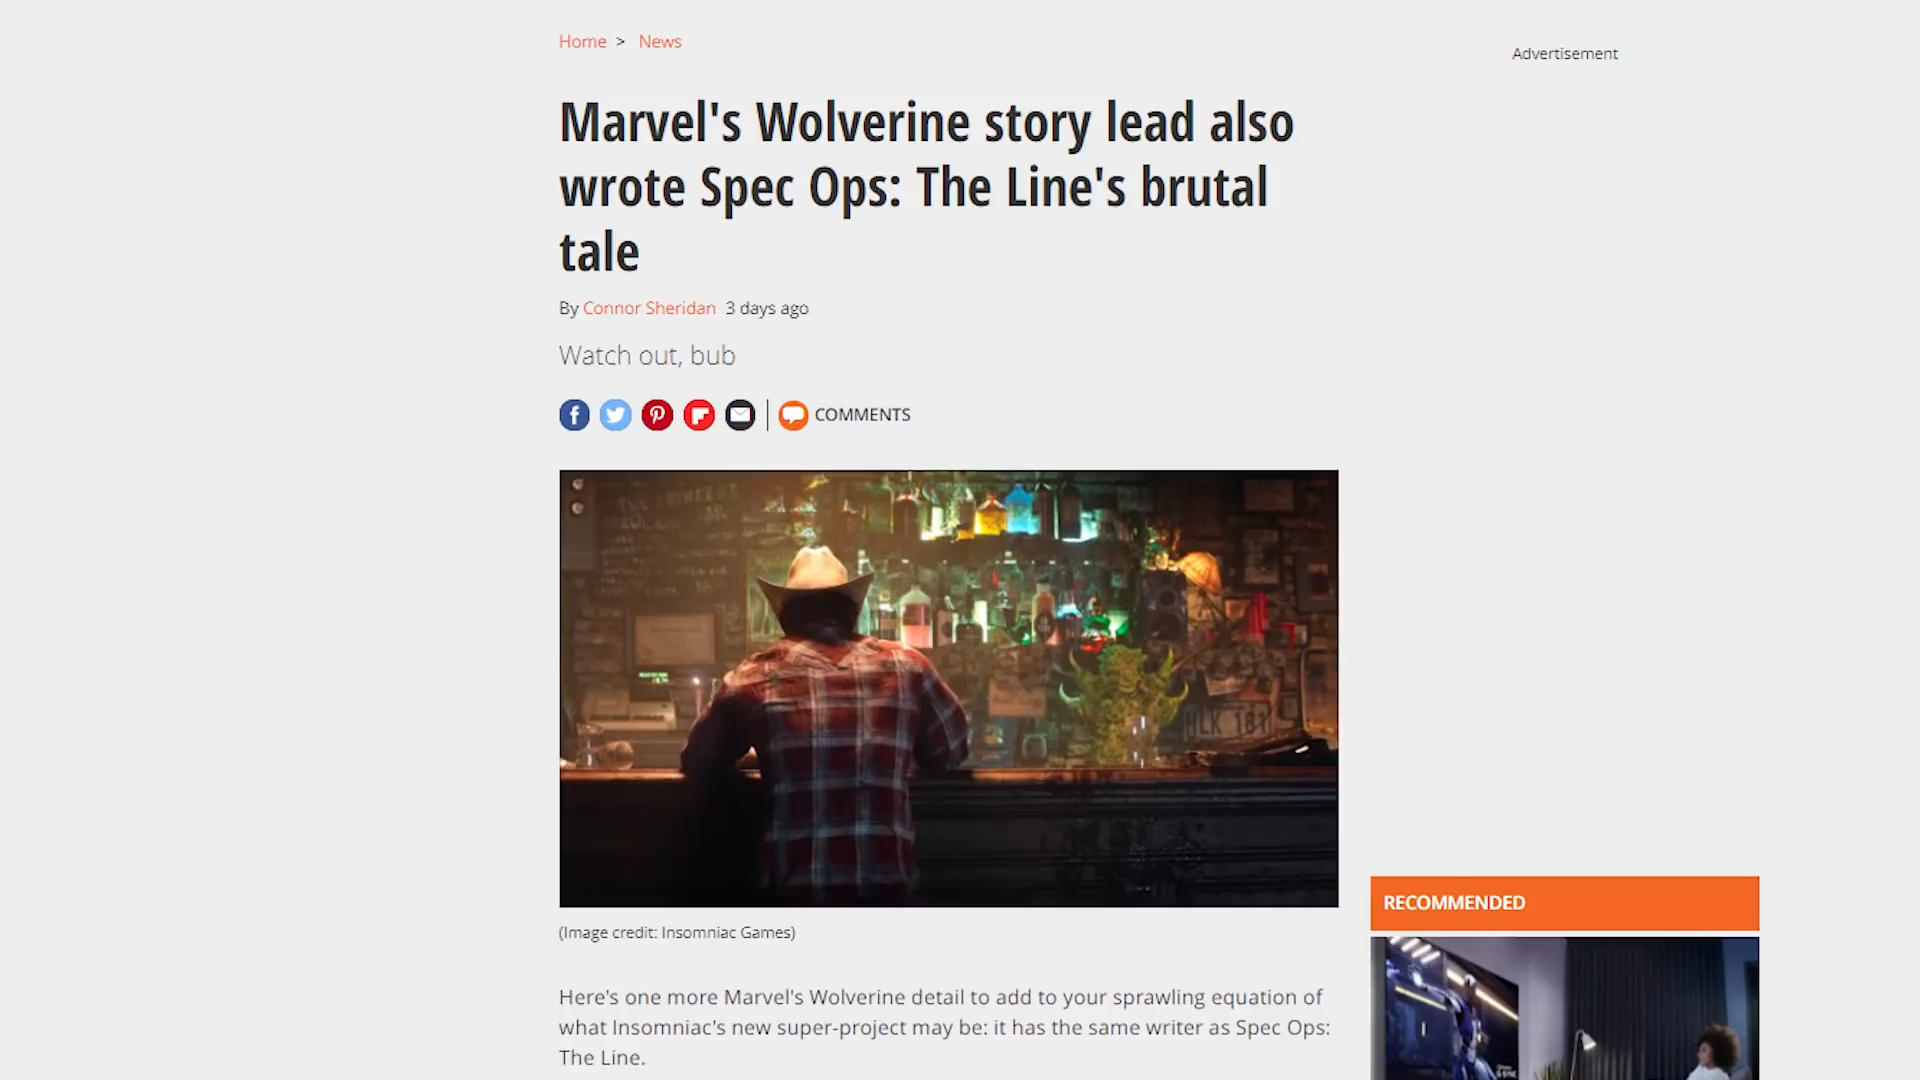 Home > News
Advertisement
Marvel's Wolverine story lead also
wrote Spec Ops: The Line's brutal
tale
By Connor Sheridan 3 days ago
Watch out, bub
COMMENTS
HLK 181
(Image credit: Insomniac Games)
RECOMMENDED
Here's one more Marvel's Wolverine detail to add to your sprawling equation of
what Insomniac's new super-project may be: it has the same writer as Spec Ops:
The Line.